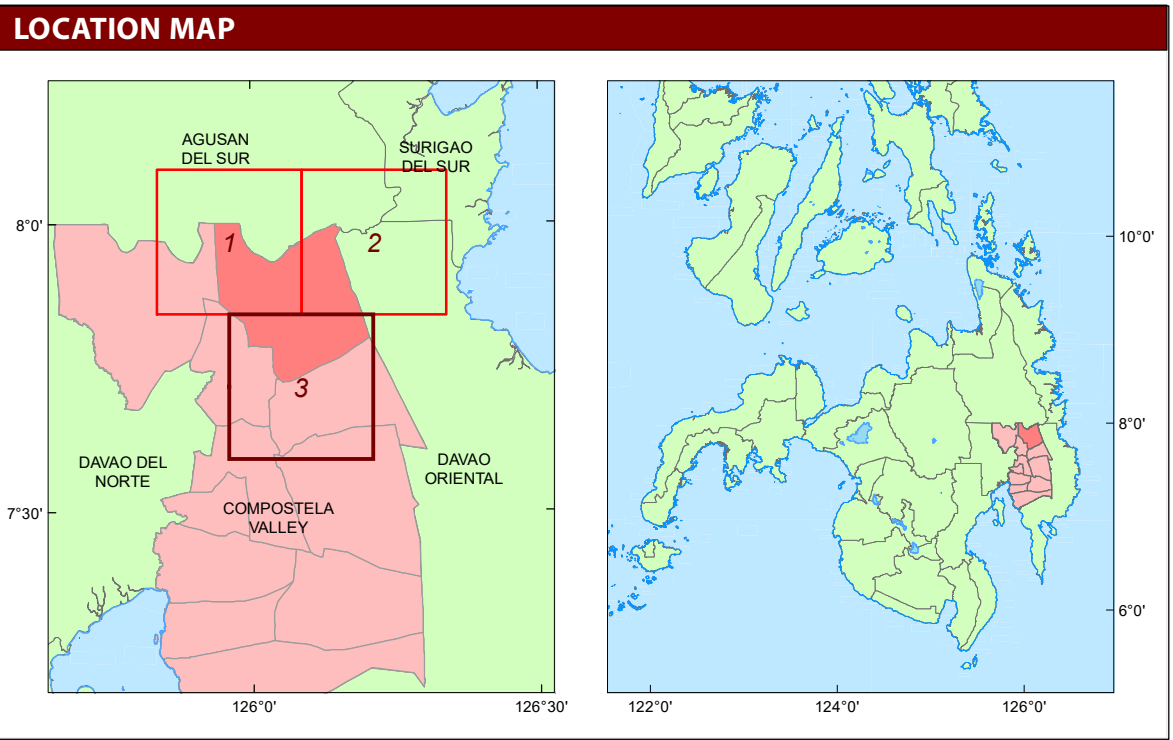 LOCATION MAP
AGUSAN
DEL SUR
SURIGAO
DEL SUR
8°0'
1
2
3
DAVAO DEL
NORTE
DAVAO
ORIENTAL
COMPOSTELA
VALLEY
7°30'
126°0'
126°30'
10°0'
8°0'
6°0'
122°0'
124°0'
126°0'